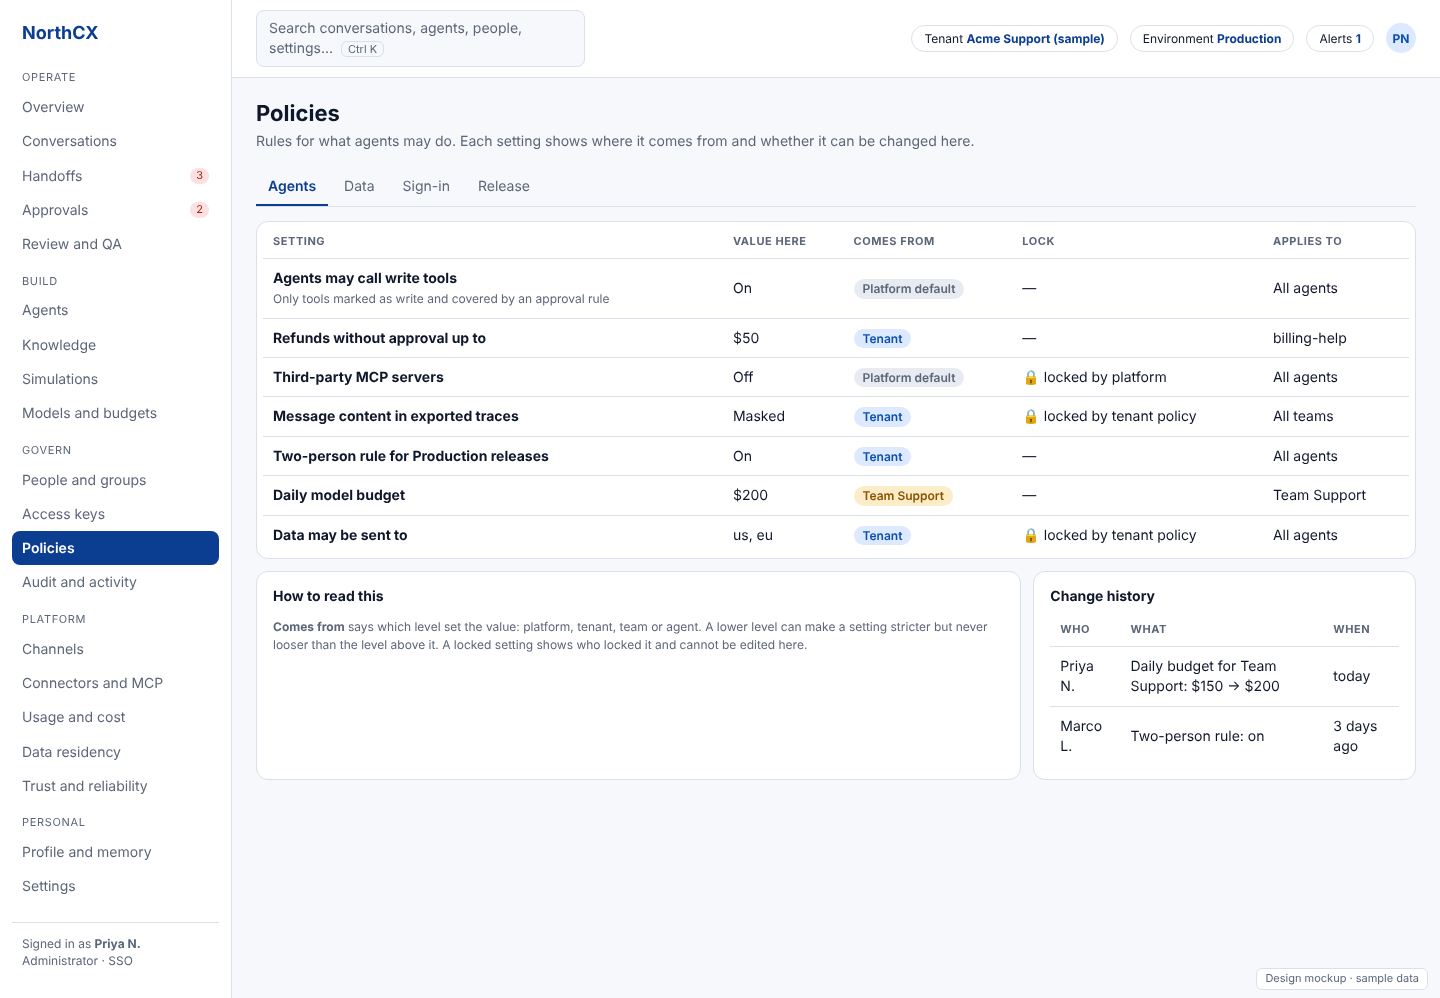 NorthCX
OPERATE
Overview
Conversations
Handoffs 3
Approvals 2
Review and QA
BUILD
Agents
Knowledge
Simulations
Models and budgets
GOVERN
People and groups
Access keys
Policies
Audit and activity
PLATFORM
Channels
Connectors and MCP
Usage and cost
Data residency
Trust and reliability
PERSONAL
Profile and memory
Settings
Signed in as Priya N.
Administrator · SSO
Search conversations, agents, people,
settings... Ctrl K
Tenant Acme Support (sample)
Environment Production
Alerts 1
PN
Policies
Rules for what agents may do. Each setting shows where it comes from and whether it can be changed here.
Agents Data Sign-in Release
SETTING VALUE HERE COMES FROM LOCK APPLIES TO
Agents may call write tools
Only tools marked as write and covered by an approval rule
On Platform default — All agents
Refunds without approval up to $50 Tenant — billing-help
Third-party MCP servers Off Platform default 🔒 locked by platform All agents
Message content in exported traces Masked Tenant 🔒 locked by tenant policy All teams
Two-person rule for Production releases On Tenant — All agents
Daily model budget $200 Team Support — Team Support
Data may be sent to us, eu Tenant 🔒 locked by tenant policy All agents
How to read this
Comes from says which level set the value: platform, tenant, team or agent. A lower level can make a setting stricter but never
looser than the level above it. A locked setting shows who locked it and cannot be edited here.
Change history
WHO WHAT WHEN
Priya
N.
Daily budget for Team
Support: $150 → $200
today
Marco
L.
Two-person rule: on
3 days
ago
Design mockup · sample data